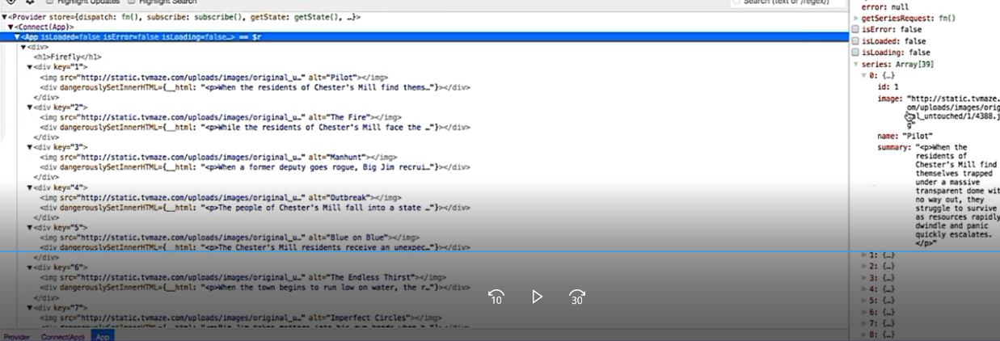 Highlight Updates Highlight Search Search (text or /regex/)
<Provider store={dispatch: fn(), subscribe: subscribe(), getState: getState(), …}>
<Connect(App)>
<App isLoaded=false isError=false isLoading=false…> == $r
<div>
<h1>Firefly</h1>
<div key="1">
<img src="http://static.tvmaze.com/uploads/images/original_u…" alt="Pilot"></img>
<div dangerouslySetInnerHTML={__html: "<p>When the residents of Chester's Mill find thems…"}></div>
</div>
<div key="2">
<img src="http://static.tvmaze.com/uploads/images/original_u…" alt="The Fire"></img>
<div dangerouslySetInnerHTML={__html: "<p>While the residents of Chester's Mill face the …"}></div>
</div>
<div key="3">
<img src="http://static.tvmaze.com/uploads/images/original_u…" alt="Manhunt"></img>
<div dangerouslySetInnerHTML={__html: "<p>When a former deputy goes rogue, Big Jim recrui…"}></div>
</div>
<div key="4">
<img src="http://static.tvmaze.com/uploads/images/original_u…" alt="Outbreak"></img>
<div dangerouslySetInnerHTML={__html: "<p>The people of Chester's Mill fall into a state …"}></div>
</div>
<div key="5">
<img src="http://static.tvmaze.com/uploads/images/original_u…" alt="Blue on Blue"></img>
<div dangerouslySetInnerHTML={__html: "<p>The Chester's Mill residents receive an unexpec…"}></div>
</div>
<div key="6">
<img src="http://static.tvmaze.com/uploads/images/original_u…" alt="The Endless Thirst"></img>
<div dangerouslySetInnerHTML={__html: "<p>When the town begins to run low on water, the r…"}></div>
</div>
<div key="7">
<img src="http://static.tvmaze.com/uploads/images/original_u…" alt="Imperfect Circles"></img>
Provider Connect(App) App
error: null
getSeriesRequest: fn()
isError: false
isLoaded: false
isLoading: false
series: Array[39]
0: {…}
id: 1
image: "http://static.tvmaze.
om/uploads/images/orig
al_untouched/1/4388.j
g"
name: "Pilot"
summary: "<p>When the
residents of
Chester's Mill find
themselves trapped
under a massive
transparent dome wit
no way out, they
struggle to survive
as resources rapidly
dwindle and panic
quickly escalates.
</p>"
1: {…}
2: {…}
3: {…}
4: {…}
5: {…}
6: {…}
7: {…}
8: {…}
10
30